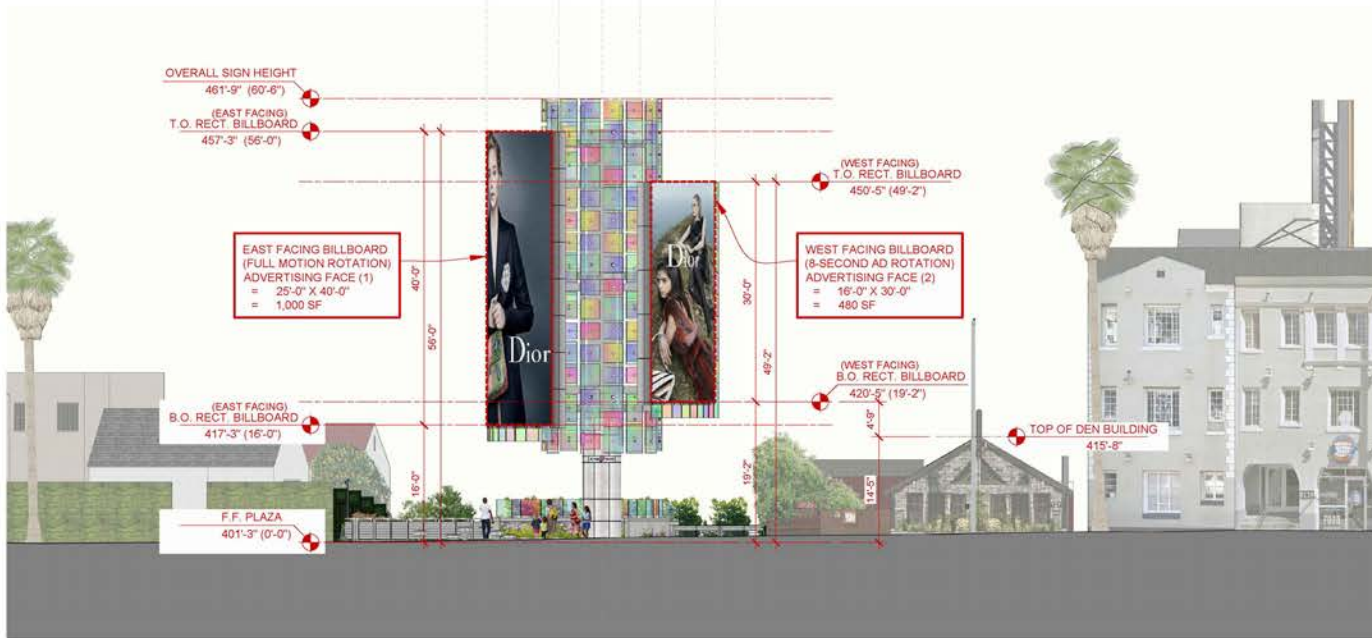 OVERALL SIGN HEIGHT
461'-9" (60'-6")
(EAST FACING)
T.O. RECT. BILLBOARD
457'-3" (56'-0")
(WEST FACING)
T.O. RECT. BILLBOARD
450'-5" (49'-2")
EAST FACING BILLBOARD
(FULL MOTION ROTATION)
ADVERTISING FACE (1)
= 25'-0" X 40'-0"
= 1,000 SF
40'-0"
56'-0"
Dior
Dior
30'-0"
49'-2"
WEST FACING BILLBOARD
(8-SECOND AD ROTATION)
ADVERTISING FACE (2)
= 16'-0" X 30'-0"
= 480 SF
(WEST FACING)
B.O. RECT. BILLBOARD
420'-5" (19'-2")
(EAST FACING)
B.O. RECT. BILLBOARD
417'-3" (16'-0")
4'-9"
TOP OF DEN BUILDING
415'-8"
16'-0"
19'-2"
14'-5"
F.F. PLAZA
401'-3" (0'-0")